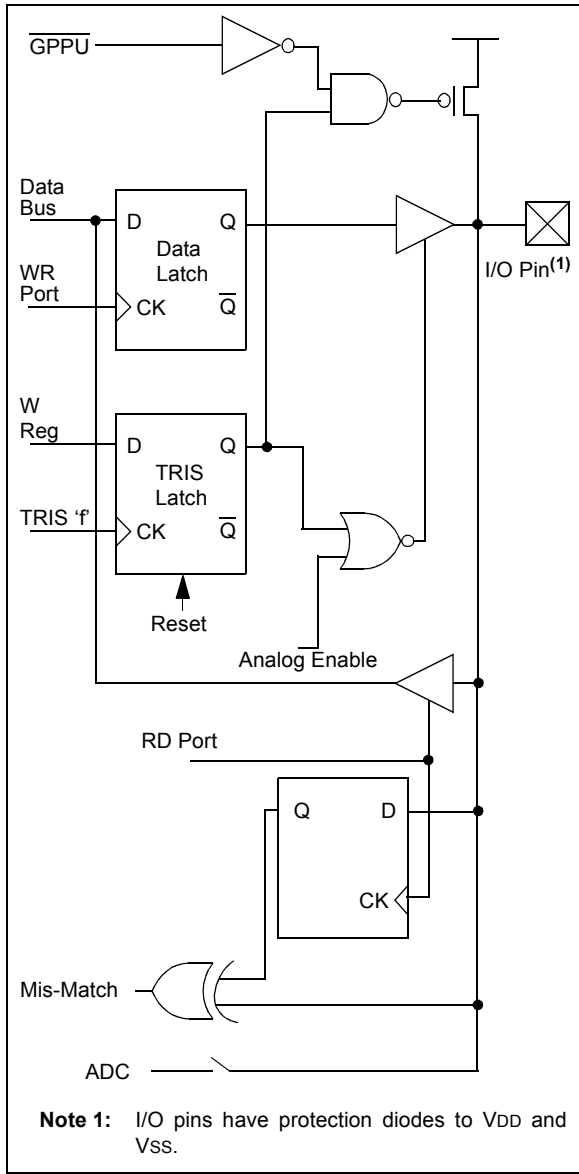 G̅P̅P̅U̅
Data
Bus
D
Q
Data
Latch
I/O Pin(1)
WR
Port
CK
Q̅
W
Reg
D
Q
TRIS
Latch
TRIS ‘f’
CK
Q̅
Reset
Analog Enable
RD Port
Q
D
CK
Mis-Match
ADC
Note 1: I/O pins have protection diodes to VDD and
VSS.